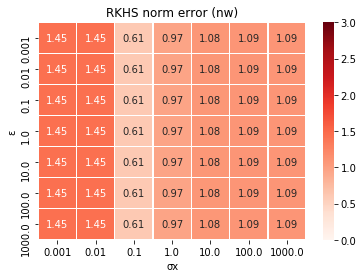 RKHS norm error (nw)
ε
0.001 1.45 1.45 0.61 0.97 1.08 1.09 1.09
0.01 1.45 1.45 0.61 0.97 1.08 1.09 1.09
0.1 1.45 1.45 0.61 0.97 1.08 1.09 1.09
1.0 1.45 1.45 0.61 0.97 1.08 1.09 1.09
10.0 1.45 1.45 0.61 0.97 1.08 1.09 1.09
100.0 1.45 1.45 0.61 0.97 1.08 1.09 1.09
1000.0 1.45 1.45 0.61 0.97 1.08 1.09 1.09
0.001 0.01 0.1 1.0 10.0 100.0 1000.0
σx
3.0
2.5
2.0
1.5
1.0
0.5
0.0